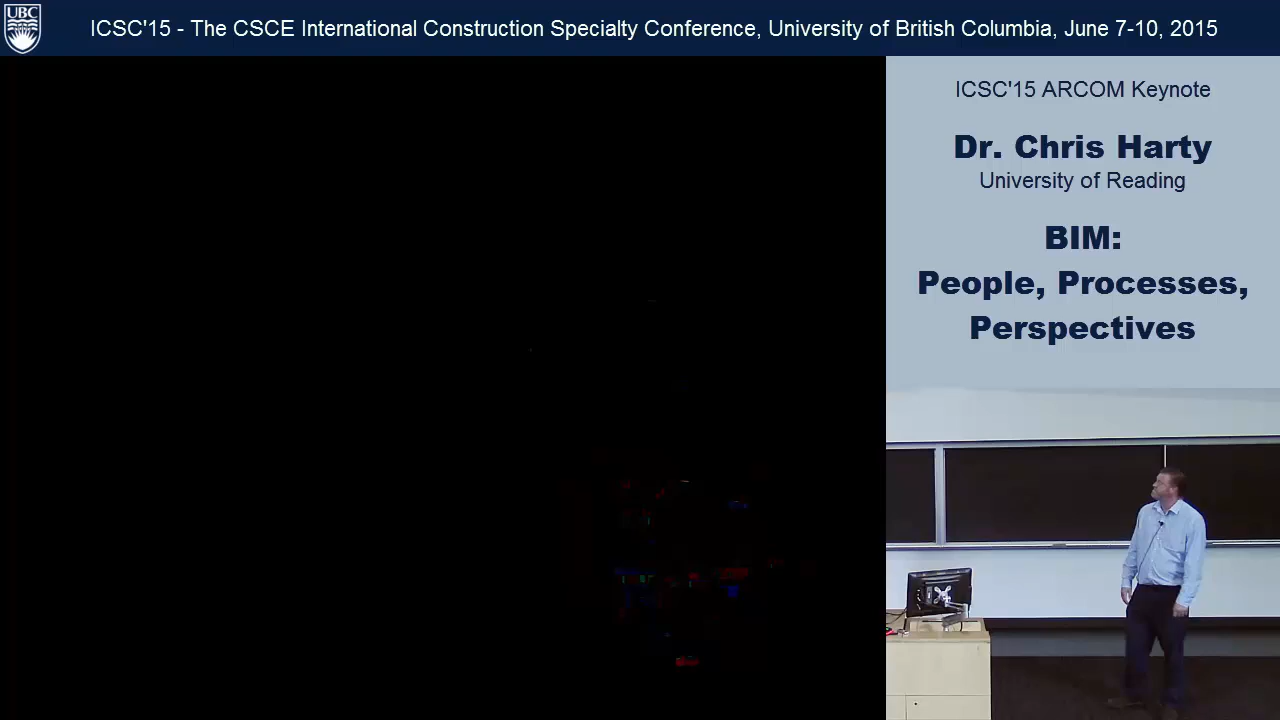 UBC
ICSC'15 - The CSCE International Construction Specialty Conference, University of British Columbia, June 7-10, 2015
ICSC'15 ARCOM Keynote
Dr. Chris Harty
University of Reading
BIM:
People, Processes,
Perspectives